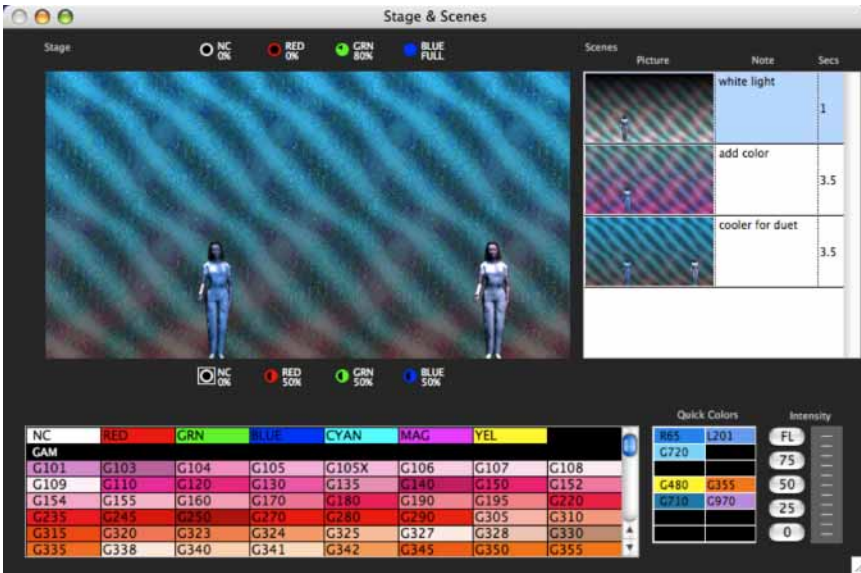 Stage & Scenes
Stage
NC 0%
RED 0%
GRN 80%
BLUE FULL
Scenes
Picture Note Secs
white light 1
add color 3.5
cooler for duet 3.5
NC 0%
RED 50%
GRN 50%
BLUE 50%
Quick Colors
Intensity
NC RED GRN BLUE CYAN MAG YEL
GAM
G101 G103 G104 G105 G105X G106 G107 G108
G109 G110 G120 G130 G135 G140 G150 G152
G154 G155 G160 G170 G180 G190 G195 G220
G235 G245 G250 G270 G280 G290 G305 G310
G315 G320 G323 G324 G325 G327 G328 G330
G335 G338 G340 G341 G342 G345 G350 G355
R65 L201
G720
G480 G355
G710 G970
FL
75
50
25
0